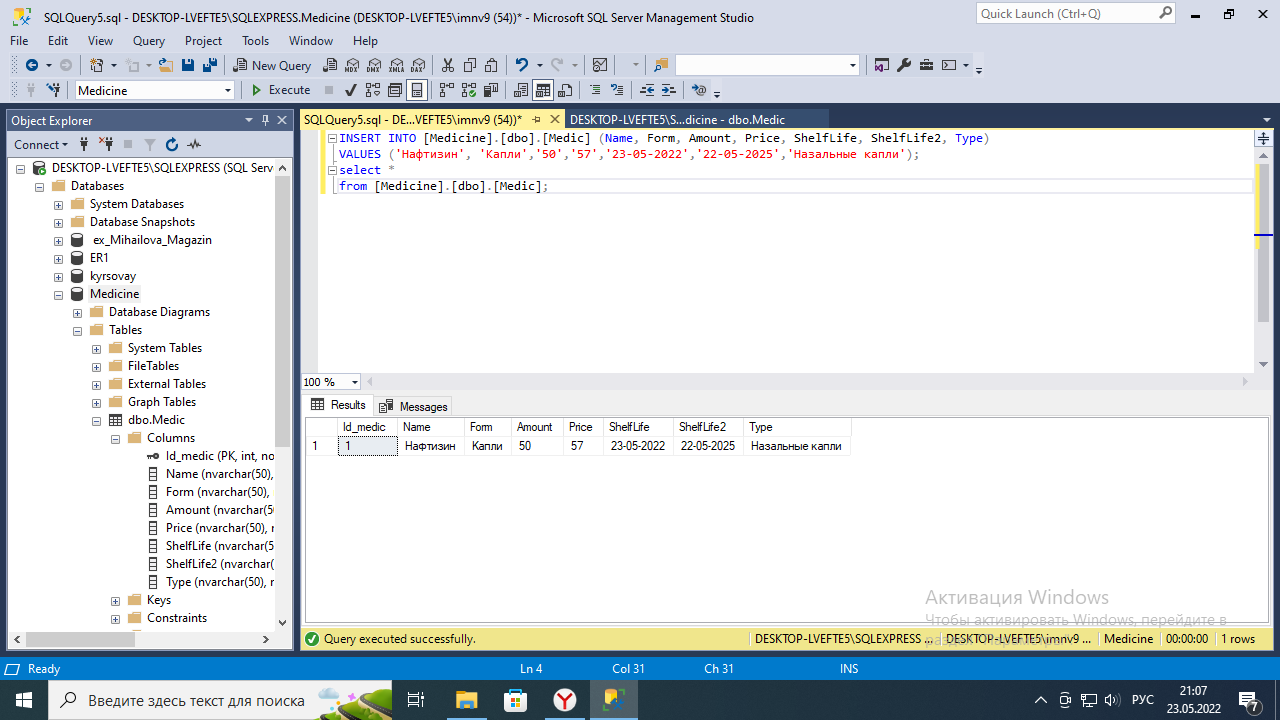 SQLQuery5.sql - DESKTOP-LVEFTE5\SQLEXPRESS.Medicine (DESKTOP-LVEFTE5\imnv9 (54))* - Microsoft SQL Server Management Studio
Quick Launch (Ctrl+Q)
File Edit View Query Project Tools Window Help
New Query MDX DMX XMLA DAX
Medicine Execute
Object Explorer
SQLQuery5.sql - DE...VEFTE5\imnv9 (54))* DESKTOP-LVEFTE5\S...dicine - dbo.Medic
Connect
INSERT INTO [Medicine].[dbo].[Medic] (Name, Form, Amount, Price, ShelfLife, ShelfLife2, Type)
VALUES ('Нафтизин', 'Капли','50','57','23-05-2022','22-05-2025','Назальные капли');
select *
from [Medicine].[dbo].[Medic];
DESKTOP-LVEFTE5\SQLEXPRESS (SQL Serv
Databases
System Databases
Database Snapshots
ex_Mihailova_Magazin
ER1
kyrsovay
Medicine
Database Diagrams
Tables
System Tables
FileTables
External Tables
Graph Tables
dbo.Medic
Columns
Id_medic (PK, int, no
Name (nvarchar(50),
Form (nvarchar(50),
Amount (nvarchar(50
Price (nvarchar(50), n
ShelfLife (nvarchar(5
ShelfLife2 (nvarchar(
Type (nvarchar(50), n
Keys
Constraints
100 %
Results Messages
Id_medic Name Form Amount Price ShelfLife ShelfLife2 Type
1 1 Нафтизин Капли 50 57 23-05-2022 22-05-2025 Назальные капли
Активация Windows
Чтобы активировать Windows, перейдите в
раздел "Параметры".
Query executed successfully. DESKTOP-LVEFTE5\SQLEXPRESS ... DESKTOP-LVEFTE5\imnv9 ... Medicine 00:00:00 1 rows
Ready Ln 4 Col 31 Ch 31 INS
Введите здесь текст для поиска
РУС
21:07
23.05.2022
7